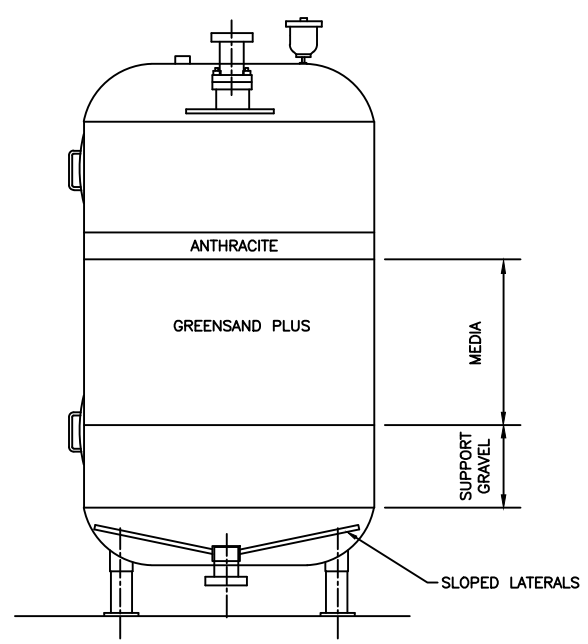 ANTHRACITE
GREENSAND PLUS
MEDIA
SUPPORT
GRAVEL
SLOPED LATERALS